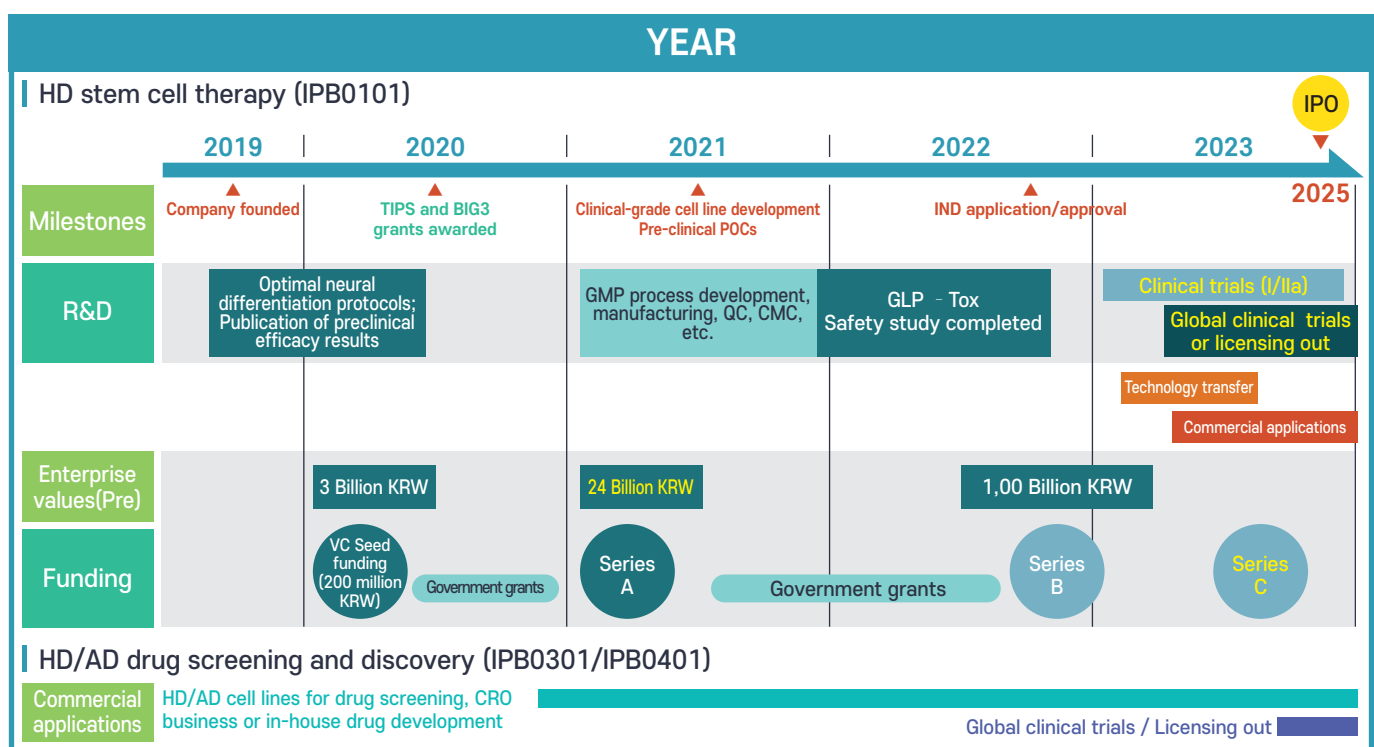 YEAR
HD stem cell therapy (IPB0101)
IPO
2019
2020
2021
2022
2023
2025
Milestones
Company founded
TIPS and BIG3
grants awarded
Clinical-grade cell line development
Pre-clinical POCs
IND application/approval
R&D
Optimal neural
differentiation protocols;
Publication of preclinical
efficacy results
GMP process development,
manufacturing, QC, CMC,
etc.
GLP - Tox
Safety study completed
Clinical trials (I/IIa)
Global clinical trials
or licensing out
Technology transfer
Commercial applications
Enterprise
values(Pre)
3 Billion KRW
24 Billion KRW
1,00 Billion KRW
Funding
VC Seed
funding
(200 million
KRW)
Government grants
Series
A
Government grants
Series
B
Series
C
HD/AD drug screening and discovery (IPB0301/IPB0401)
Commercial
applications
HD/AD cell lines for drug screening, CRO
business or in-house drug development
Global clinical trials / Licensing out